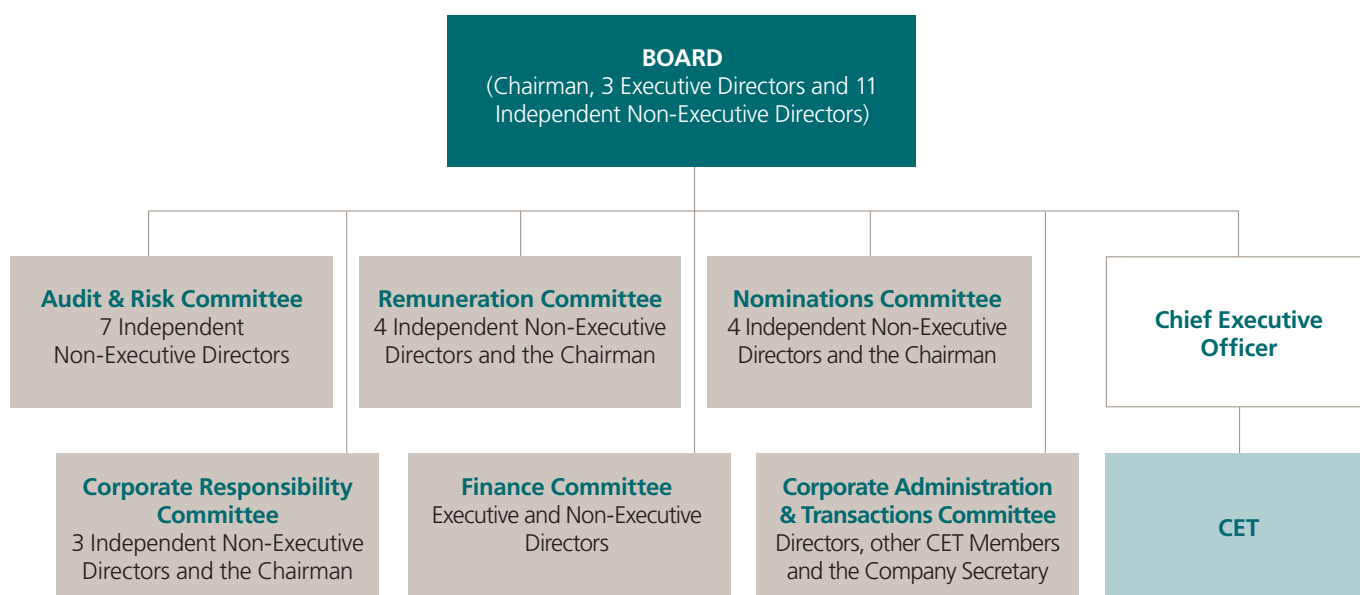 BOARD
(Chairman, 3 Executive Directors and 11
Independent Non-Executive Directors)
Audit & Risk Committee
7 Independent
Non-Executive Directors
Remuneration Committee
4 Independent Non-Executive
Directors and the Chairman
Nominations Committee
4 Independent Non-Executive
Directors and the Chairman
Chief Executive
Officer
Corporate Responsibility
Committee
3 Independent Non-Executive
Directors and the Chairman
Finance Committee
Executive and Non-Executive
Directors
Corporate Administration
& Transactions Committee
Directors, other CET Members
and the Company Secretary
CET